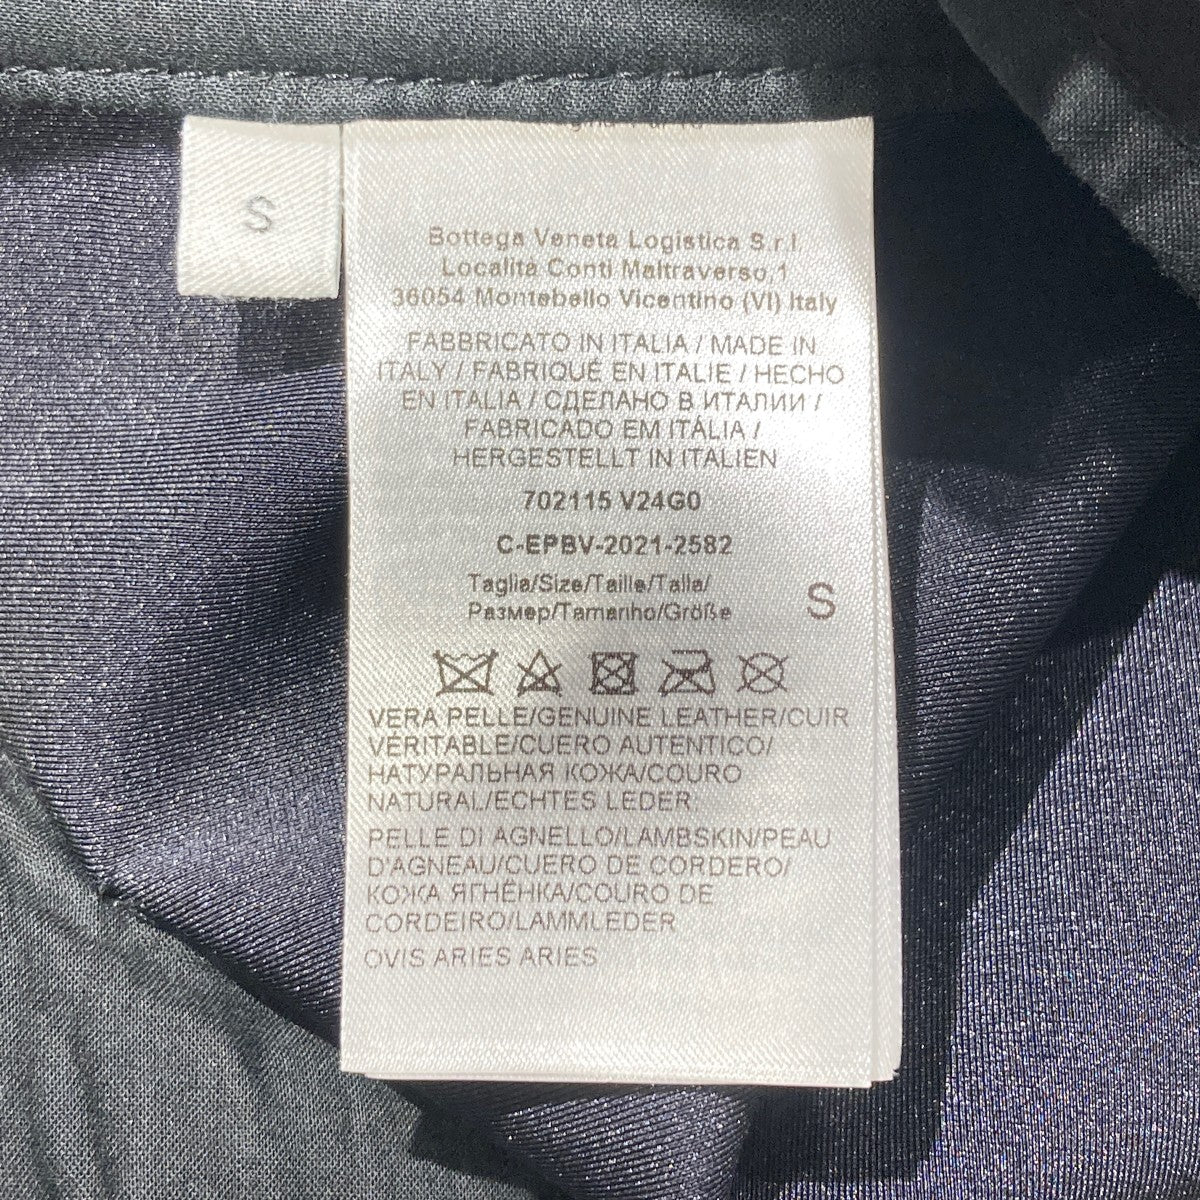 S
Bottega Veneta Logistica S.r.l.
Località Conti Maltraverso,1
36054 Montebello Vicentino (VI) Italy
FABBRICATO IN ITALIA / MADE IN
ITALY / FABRIQUÉ EN ITALIE / HECHO
EN ITALIA / СДЕЛАНО В ИТАЛИИ /
FABRICADO EM ITÁLIA /
HERGESTELLT IN ITALIEN
702115 V24G0
C-EPBV-2021-2582
Taglia/Size/Taille/Talla/
Размер/Tamanho/Größe S
VERA PELLE/GENUINE LEATHER/CUIR
VÉRITABLE/CUERO AUTENTICO/
НАТУРАЛЬНАЯ КОЖА/COURO
NATURAL/ECHTES LEDER
PELLE DI AGNELLO/LAMBSKIN/PEAU
D'AGNEAU/CUERO DE CORDERO/
КОЖА ЯГНЁНКА/COURO DE
CORDEIRO/LAMMLEDER
OVIS ARIES ARIES